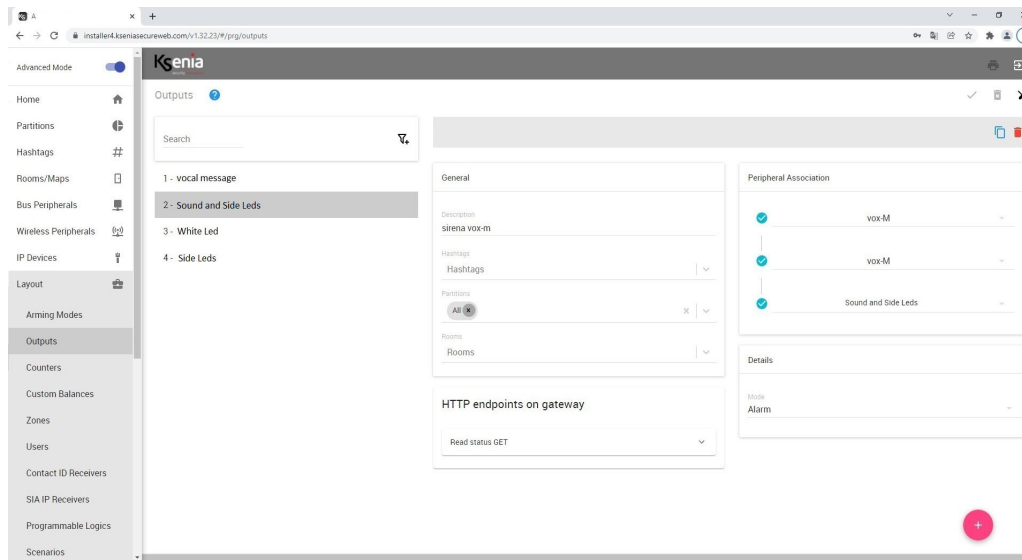 A
installer4.kseniasecureweb.com/v1.32.23/#/prg/outputs
Advanced Mode
Ksenia
Home
Partitions
Hashtags
Rooms/Maps
Bus Peripherals
Wireless Peripherals
IP Devices
Layout
Arming Modes
Outputs
Counters
Custom Balances
Zones
Users
Contact ID Receivers
SIA IP Receivers
Programmable Logics
Scenarios
Outputs ?
Search
1 - vocal message
2 - Sound and Side Leds
3 - White Led
4 - Side Leds
General
Description
sirena vox-m
Hashtags
Hashtags
Partitions
All
Rooms
Rooms
HTTP endpoints on gateway
Read status GET
Peripheral Association
vox-M
vox-M
Sound and Side Leds
Details
Mode
Alarm